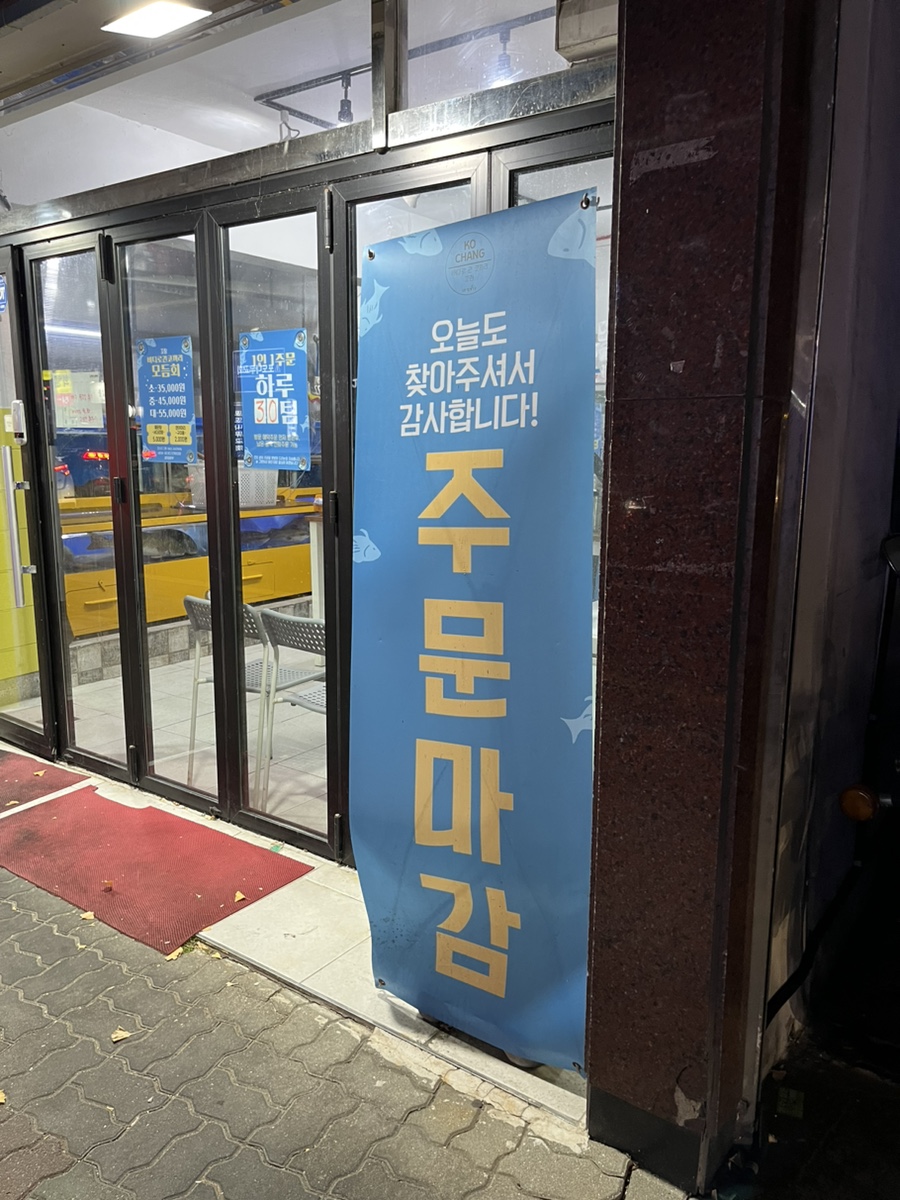 KO
CHANG
오늘도
찾아주셔서
감사합니다!
주문마감
모듬회
소-35,000원
중-45,000원
대-55,000원
1인 1주문
하루
30팀